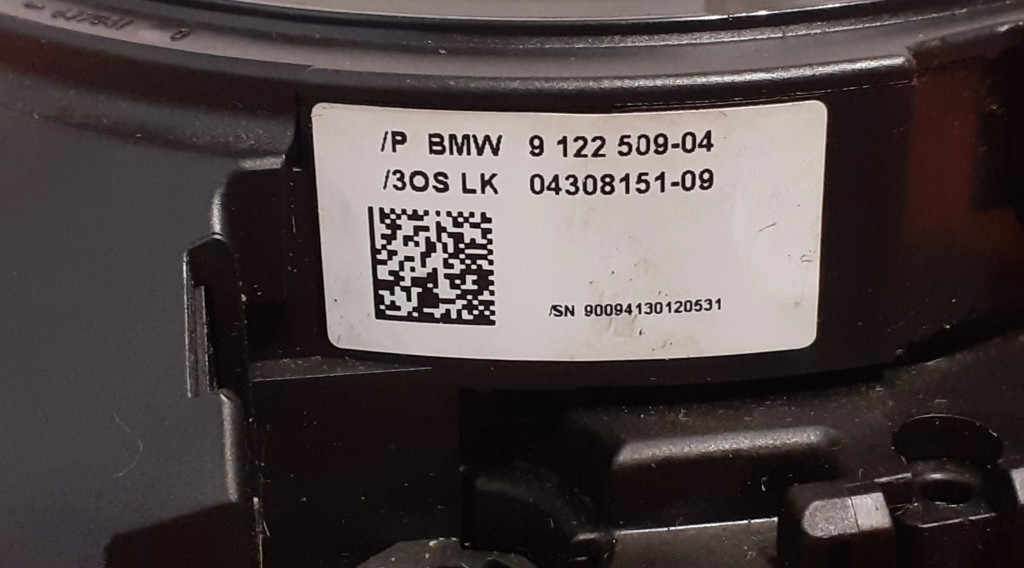 /P BMW 9 122 509-04
/3OS LK 04308151-09
/SN 90094130120531